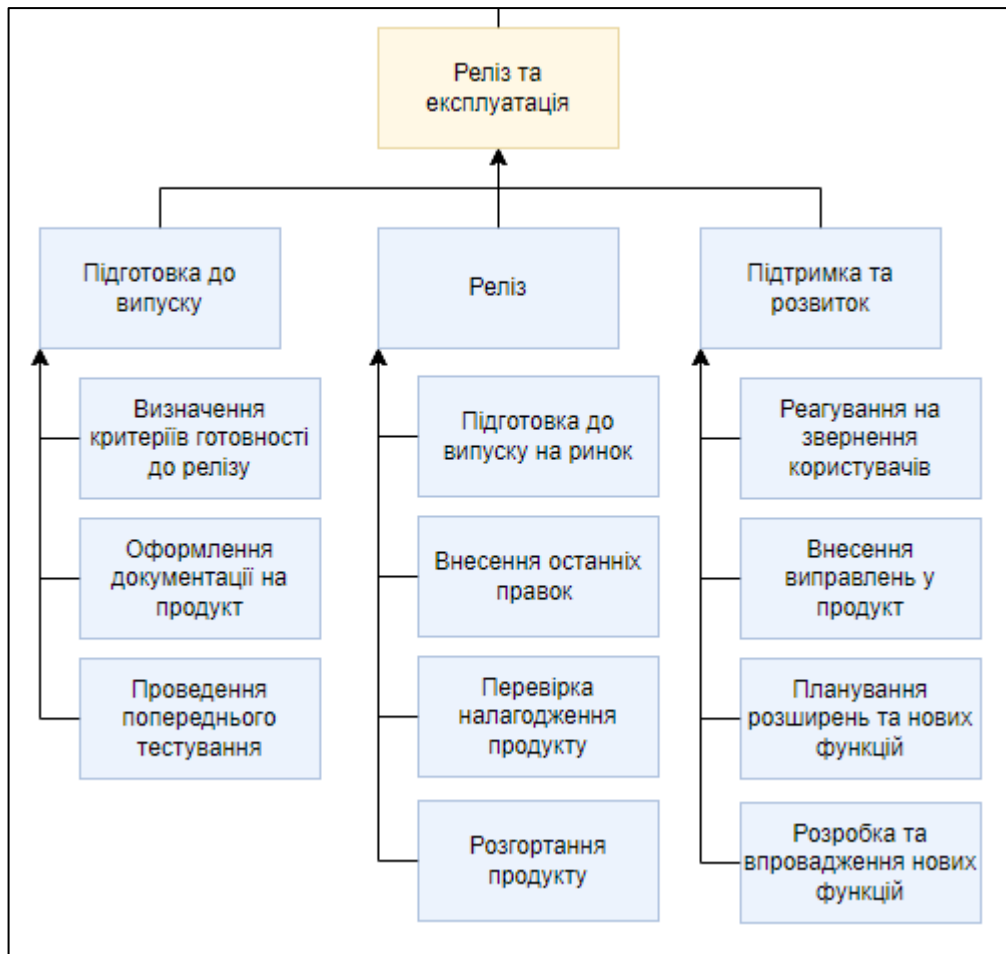 Реліз та
експлуатація
Підготовка до
випуску
Реліз
Підтримка та
розвиток
Визначення
критеріїв готовності
до релізу
Оформлення
документації на
продукт
Проведення
попереднього
тестування
Підготовка до
випуску на ринок
Внесення останніх
правок
Перевірка
налагодження
продукту
Розгортання
продукту
Реагування на
звернення
користувачів
Внесення
виправлень у
продукт
Планування
розширень та нових
функцій
Розробка та
впровадження нових
функцій